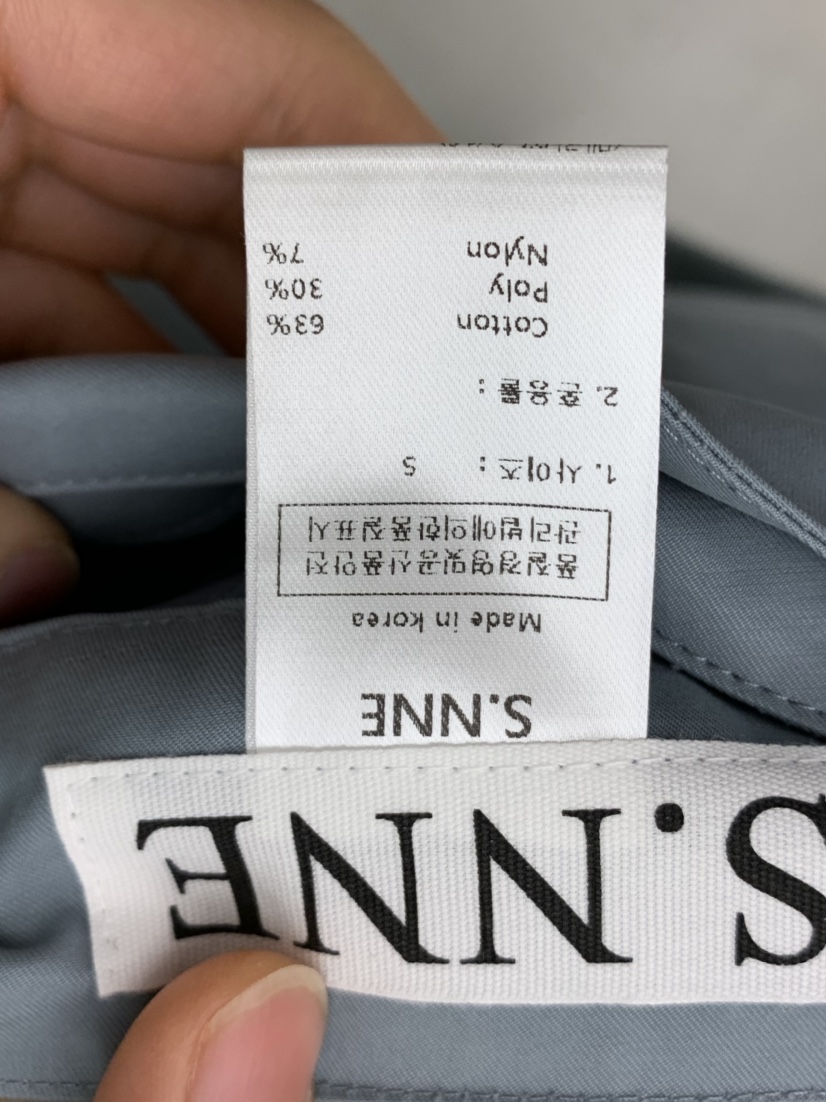 S.NNE
S.NNE
Made in korea
품질경영및공산품안전
관리법에의한품질표시
1. 사이즈 : S
2. 혼용률 :
Cotton 63%
Poly 30%
Nylon 7%